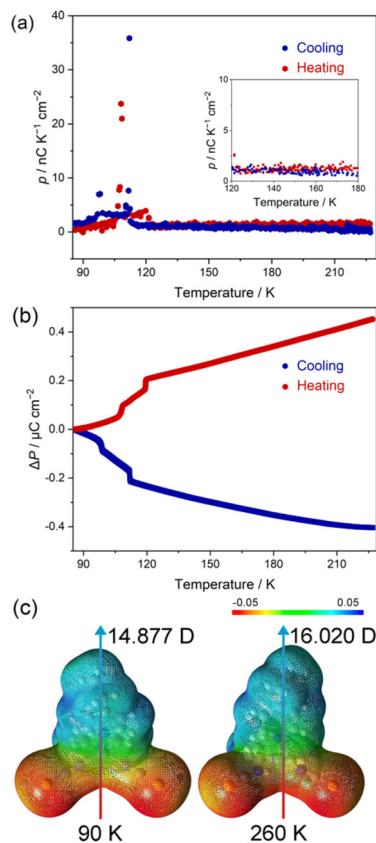 (a)
40
Cooling
Heating
30
20
10
0
p / nC K⁻¹ cm⁻²
10
5
0
p / nC K⁻¹ cm⁻²
120 140 160 180
Temperature / K
90 120 150 180 210
Temperature / K
(b)
0.4
0.2
0.0
-0.2
-0.4
ΔP / μC cm⁻²
Cooling
Heating
90 120 150 180 210
Temperature / K
(c)
-0.05 0.05
14.877 D 16.020 D
90 K 260 K